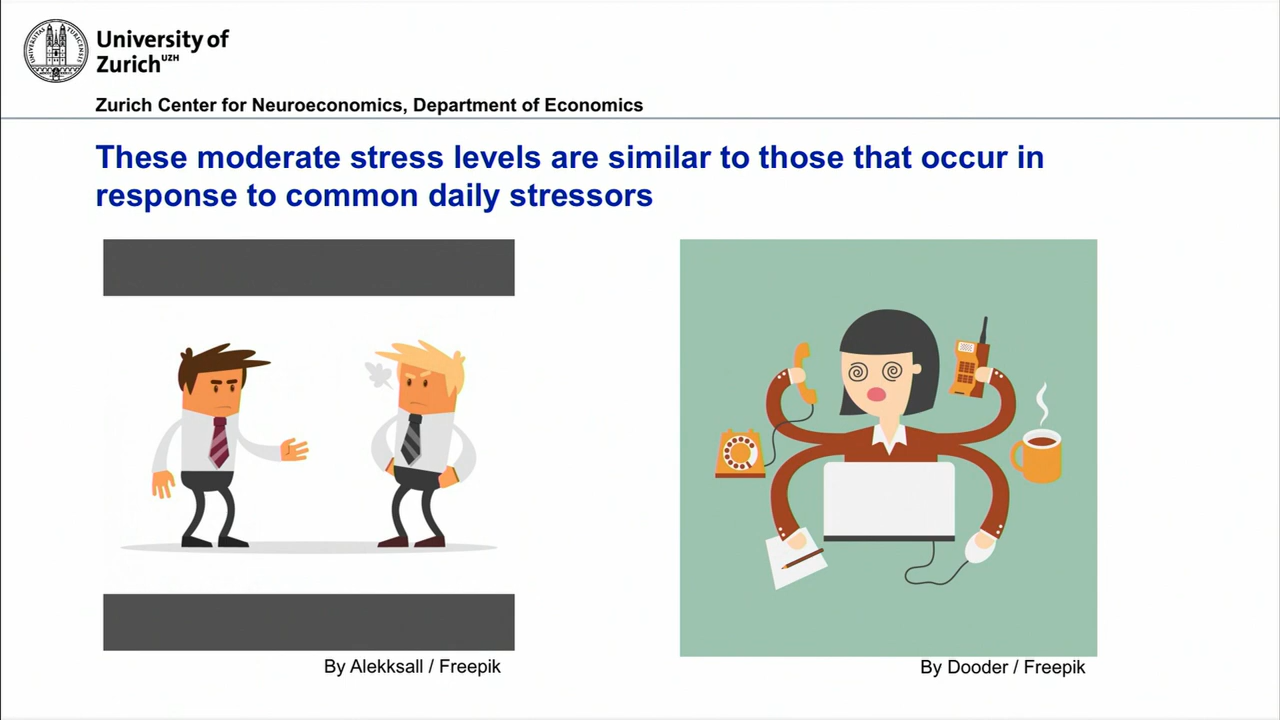 University of
Zurich UZH
Zurich Center for Neuroeconomics, Department of Economics
These moderate stress levels are similar to those that occur in
response to common daily stressors
By Alekksall / Freepik
By Dooder / Freepik